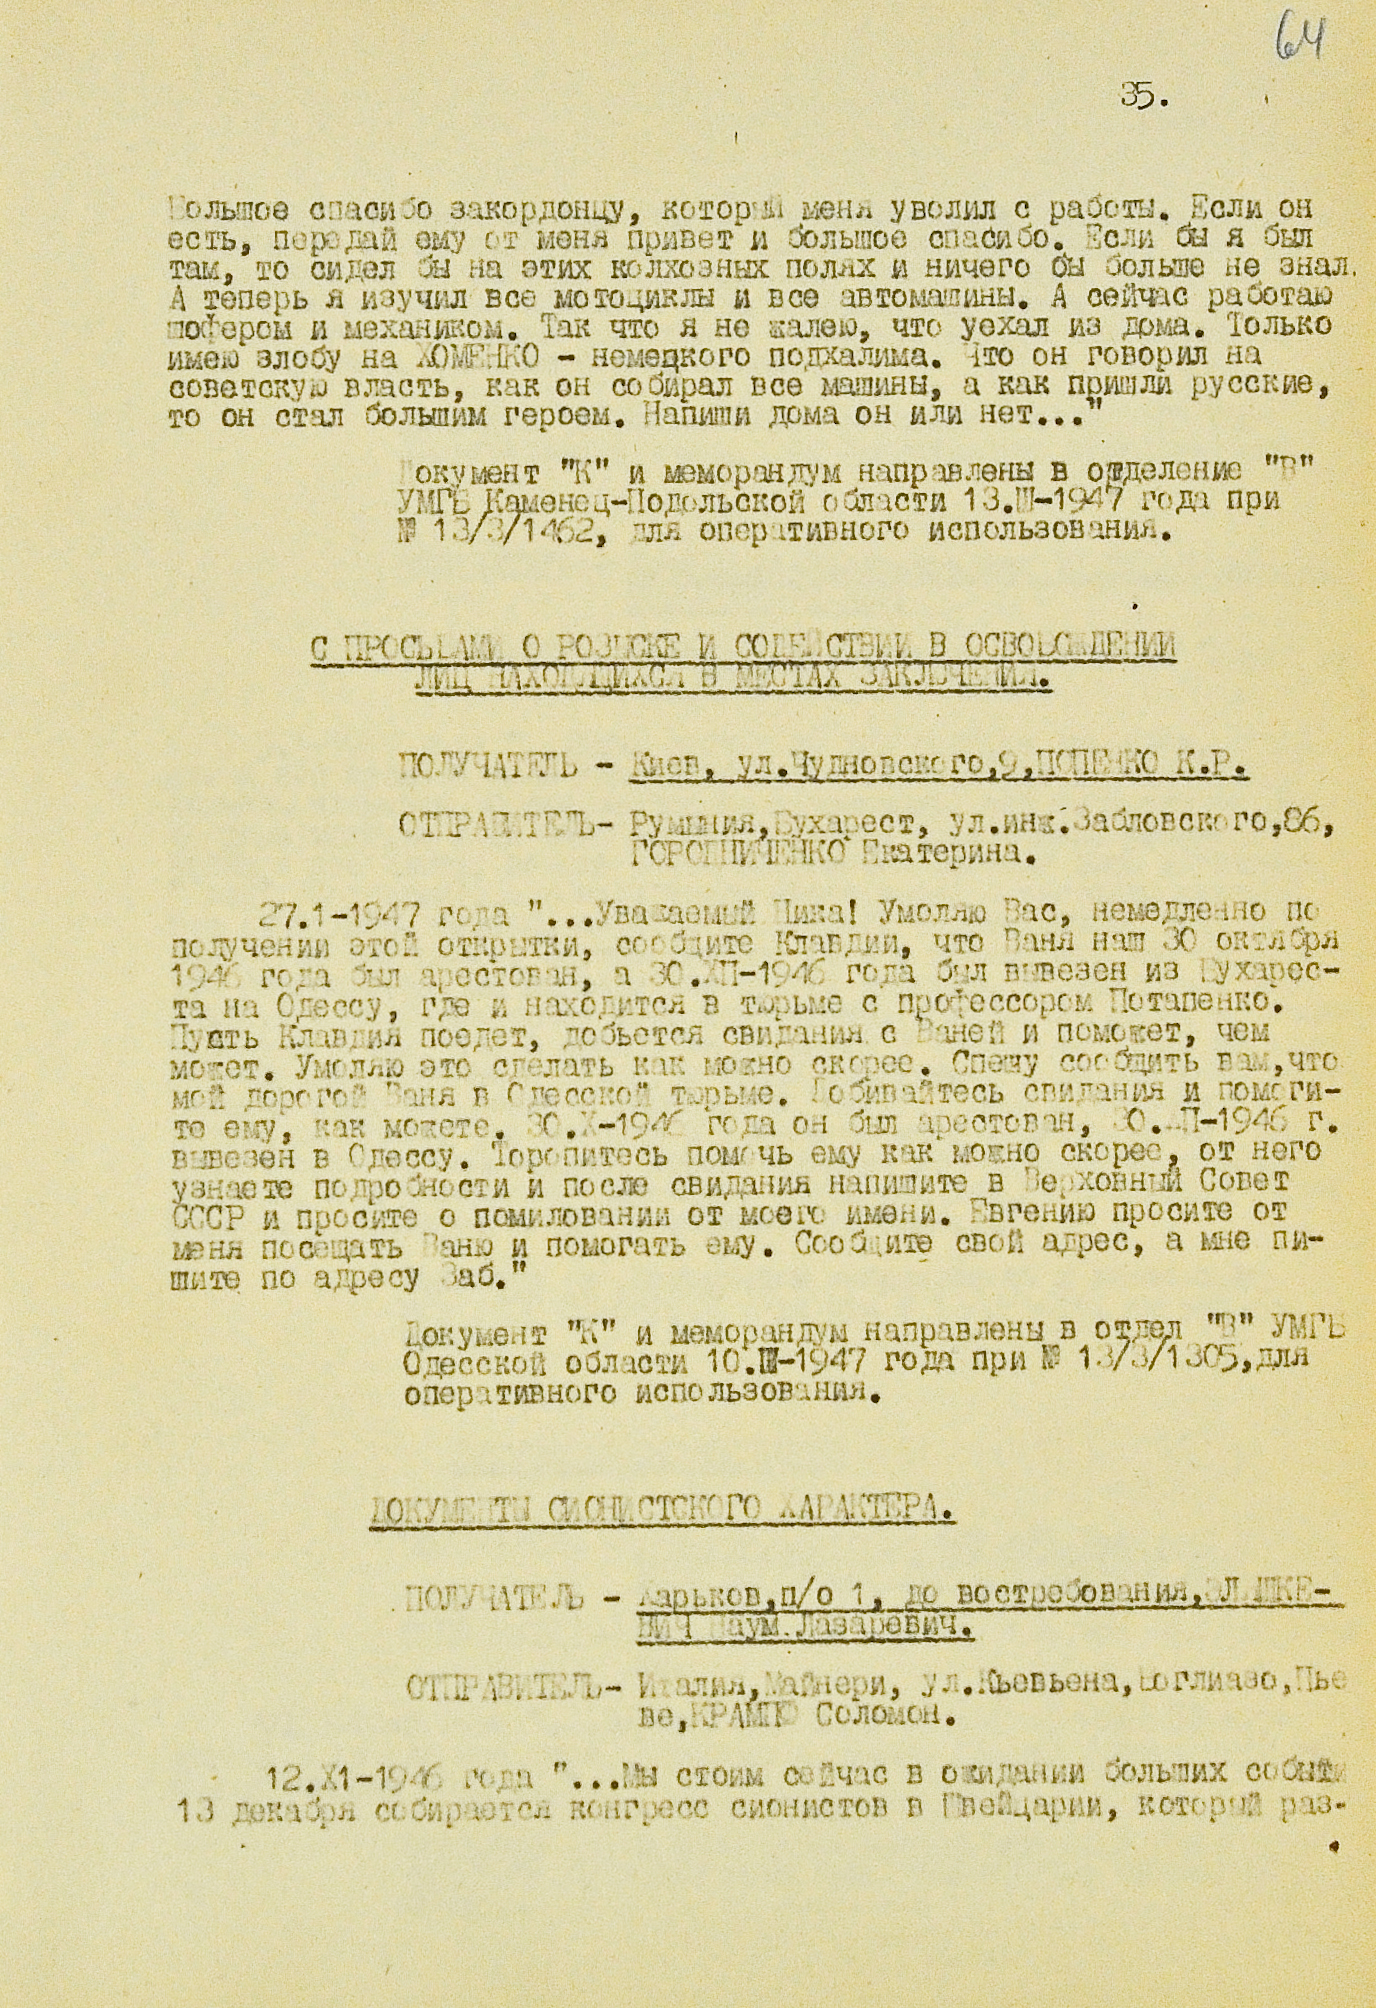 64
35.
Большое спасибо закордонцу, который меня уволил с работы. Если он
есть, передай ему от меня привет и большое спасибо. Если бы я был
там, то сидел бы на этих колхозных полях и ничего бы больше не знал.
А теперь я изучил все мотоциклы и все автомашины. А сейчас работаю
шофером и механиком. Так что я не жалею, что уехал из дома. Только
имею злобу на ХОМЕНКО - немецкого подхалима. Что он говорил на
советскую власть, как он собирал все машины, а как пришли русские,
то он стал большим героем. Напиши дома он или нет..."
Документ "К" и меморандум направлены в отделение "В"
УМГБ Каменец-Подольской области 13.Ш-1947 года при
№ 13/3/1462, для оперативного использования.
С ПРОСЬБАМИ О РОЗЫСКЕ И СОДЕЙСТВИИ В ОСВОБОЖДЕНИИ
ЛИЦ НАХОДЯЩИХСЯ В МЕСТАХ ЗАКЛЮЧЕНИЯ.
ПОЛУЧАТЕЛЬ - Киев, ул.Чудновского,9,ПОПЕНКО К.Р.
ОТПРАВИТЕЛЬ- Румыния,Бухарест, ул.инж.Забловского,86,
ГОРОДНИЧЕНКО Екатерина.
27.1-1947 года "...Уважаемый Ника! Умоляю Вас, немедленно по
получении этой открытки, сообщите Клавдии, что Ваня наш 30 октября
1946 года был арестован, а 30.ХП-1946 года был вывезен из Бухарес-
та на Одессу, где и находится в тюрьме с профессором Потапенко.
Пусть Клавдия поедет, добьется свидания с Ваней и поможет, чем
может. Умоляю это сделать как можно скорее. Спешу сообщить вам,что
мой дорогой Ваня в Одесской тюрьме. Добивайтесь свидания и помоги-
те ему, как можете. 30.Х-1946 года он был арестован, 30.ХП-1946 г.
вывезен в Одессу. Торопитесь помочь ему как можно скорее, от него
узнаете подробности и после свидания напишите в Верховный Совет
СССР и просите о помиловании от моего имени. Евгению просите от
меня посещать Ваню и помогать ему. Сообщите свой адрес, а мне пи-
шите по адресу Заб."
Документ "К" и меморандум направлены в отдел "В" УМГБ
Одесской области 10.Ш-1947 года при № 13/3/1305,для
оперативного использования.
ДОКУМЕНТЫ СИОНИСТСКОГО ХАРАКТЕРА.
ПОЛУЧАТЕЛЬ - Харьков,п/о 1, до востребования,
ВИЧ Наум Лазаревич.
ОТПРАВИТЕЛЬ- Италия,Майнери, ул.Кьевьена,Боглиазо,Пье
ве, Соломон.
12.Х1-1946 года "...Мы стоим сейчас в ожидании больших событи
13 декабря собирается конгресс сионистов в Швейцарии, который раз-